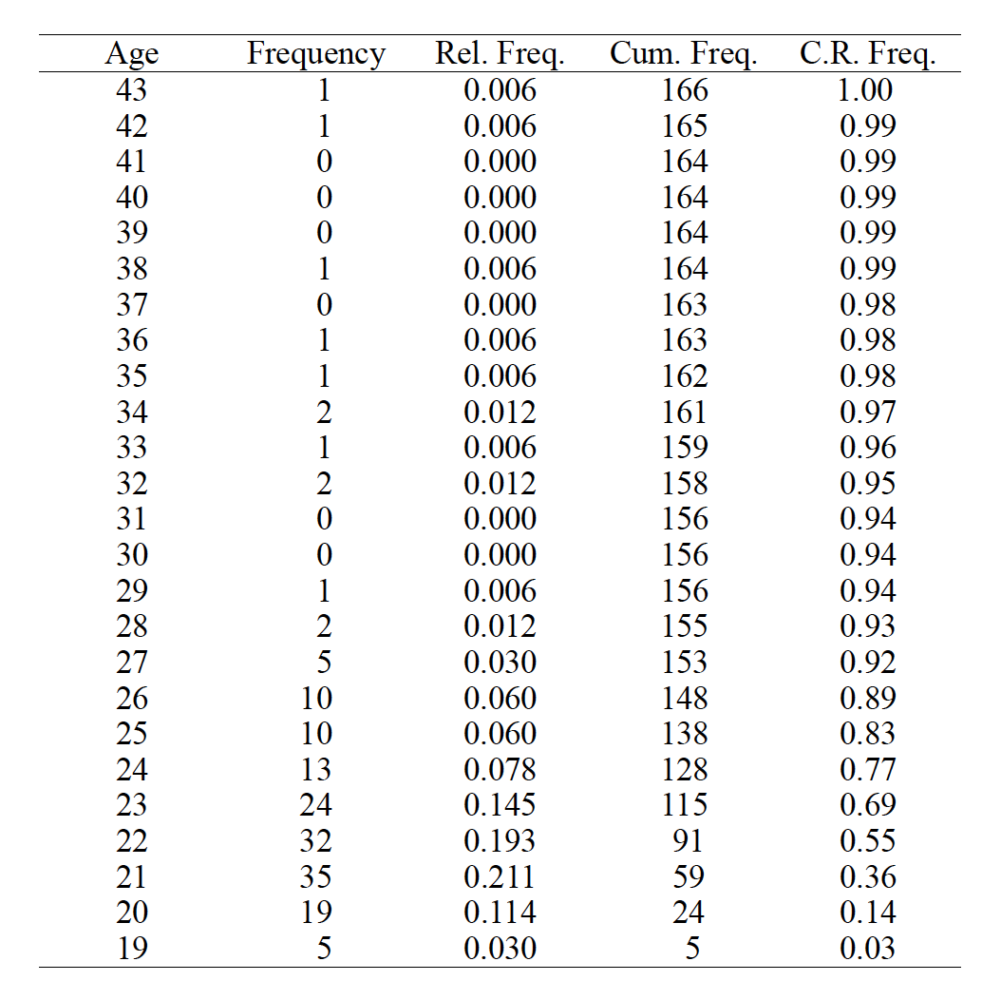 Age Frequency Rel. Freq. Cum. Freq. C.R. Freq.
43 1 0.006 166 1.00
42 1 0.006 165 0.99
41 0 0.000 164 0.99
40 0 0.000 164 0.99
39 0 0.000 164 0.99
38 1 0.006 164 0.99
37 0 0.000 163 0.98
36 1 0.006 163 0.98
35 1 0.006 162 0.98
34 2 0.012 161 0.97
33 1 0.006 159 0.96
32 2 0.012 158 0.95
31 0 0.000 156 0.94
30 0 0.000 156 0.94
29 1 0.006 156 0.94
28 2 0.012 155 0.93
27 5 0.030 153 0.92
26 10 0.060 148 0.89
25 10 0.060 138 0.83
24 13 0.078 128 0.77
23 24 0.145 115 0.69
22 32 0.193 91 0.55
21 35 0.211 59 0.36
20 19 0.114 24 0.14
19 5 0.030 5 0.03